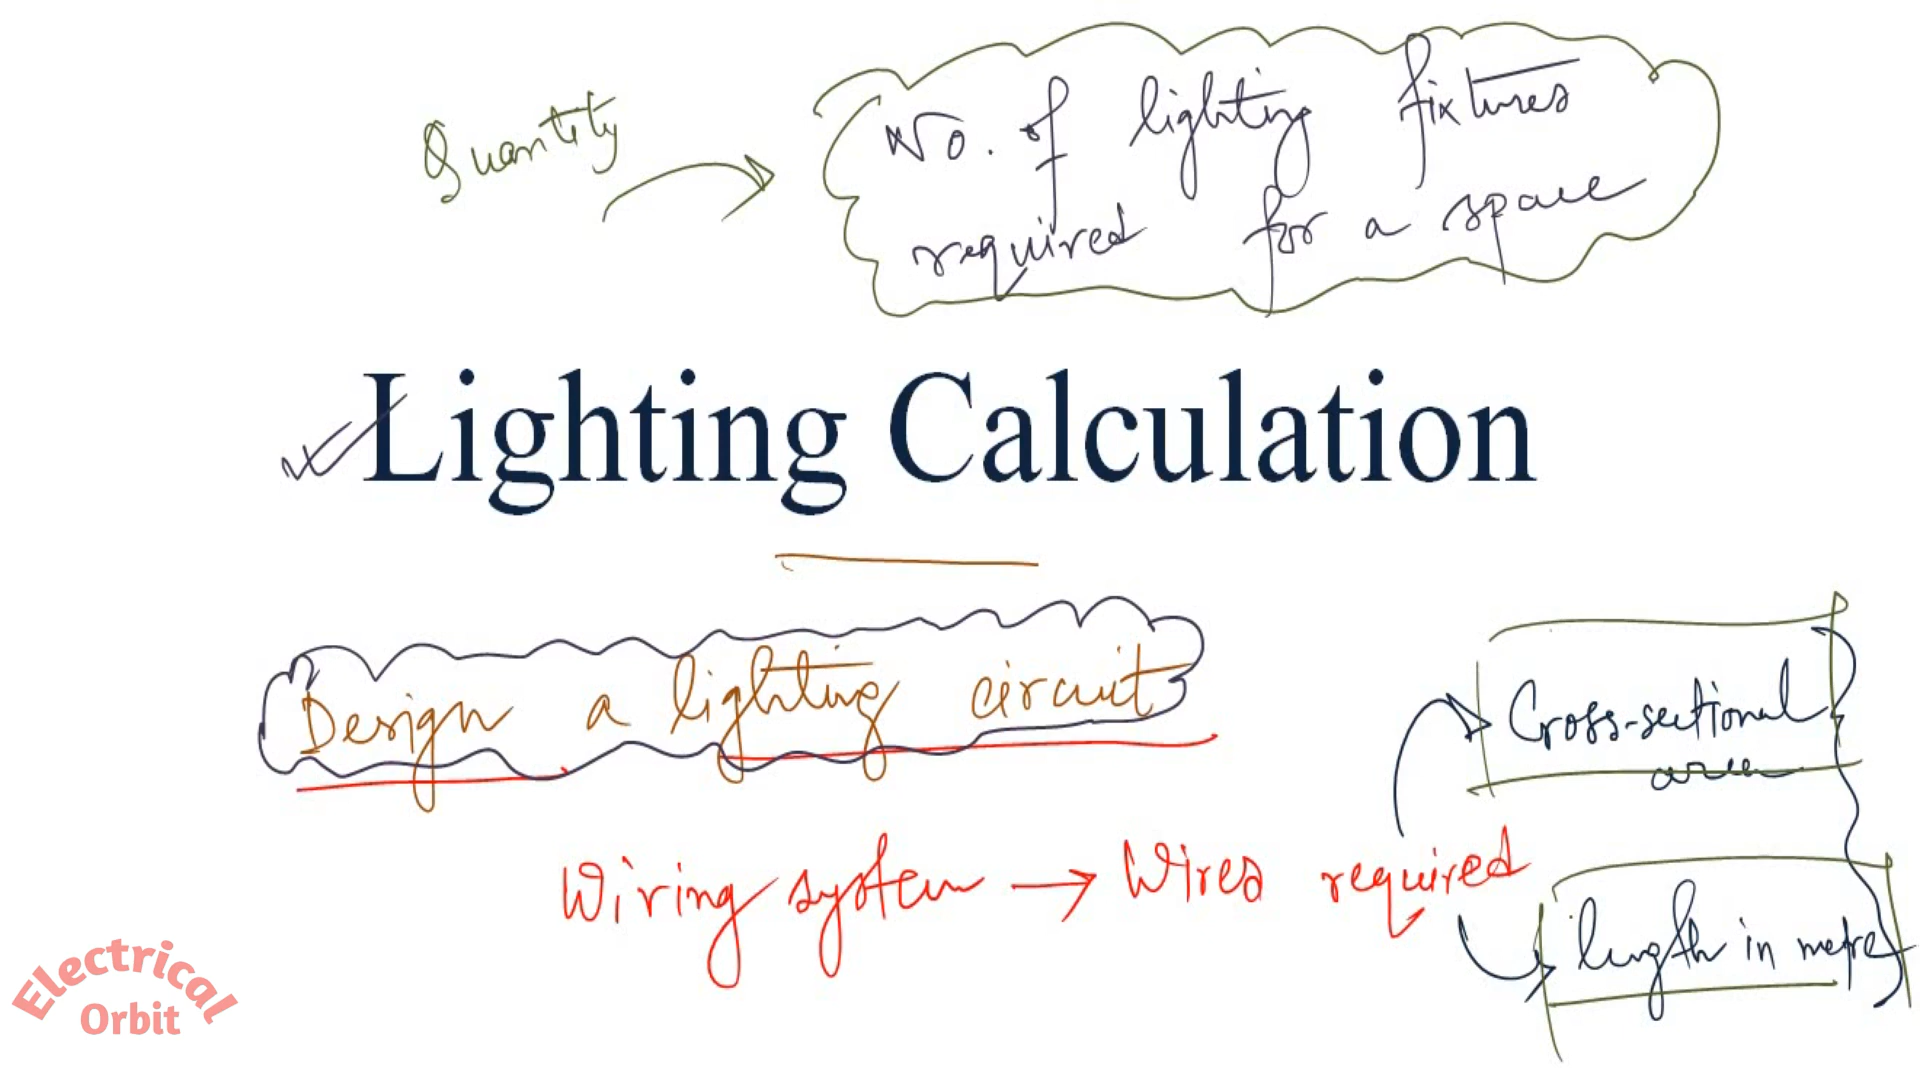 Quantity
No. of lighting fixtures
required for a space
Lighting Calculation
Design a lighting circuit
Cross-sectional
area
Wiring system → Wires required
length in metre
Electrical
Orbit